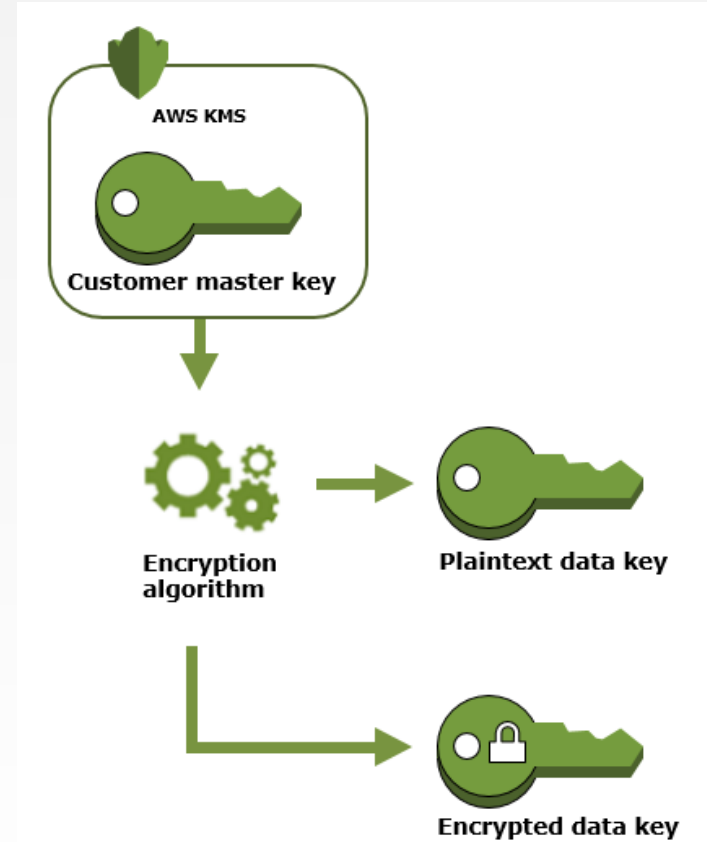 AWS KMS
Customer master key
Encryption
algorithm
Plaintext data key
Encrypted data key